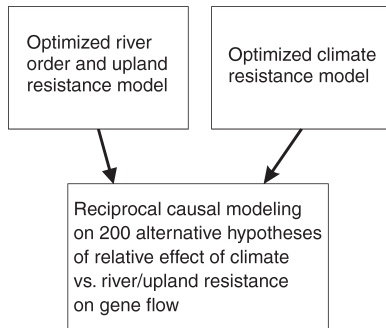 Optimized river
order and upland
resistance model
Optimized climate
resistance model
Reciprocal causal modeling
on 200 alternative hypotheses
of relative effect of climate
vs. river/upland resistance
on gene flow